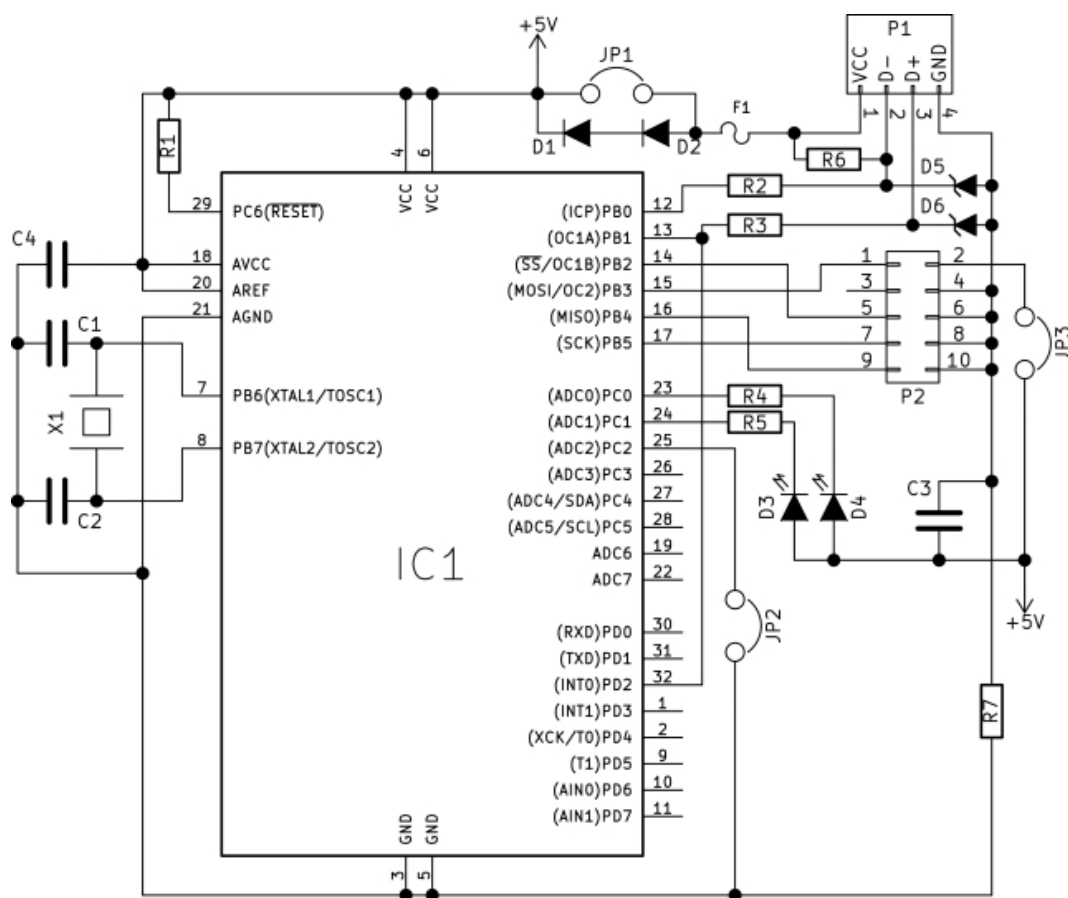 +5V
JP1
P1
VCC
D-
D+
GND
1
2
3
4
F1
D1
D2
R6
R1
4
6
VCC
VCC
D5
R2
D6
R3
29
PC6(RESET)
(ICP)PB0
12
(OC1A)PB1
13
C4
18
AVCC
(SS/OC1B)PB2
14
1
2
20
AREF
(MOSI/OC2)PB3
15
3
4
21
AGND
(MISO)PB4
16
5
6
C1
(SCK)PB5
17
7
8
JP3
9
10
P2
7
PB6(XTAL1/TOSC1)
(ADC0)PC0
23
R4
X1
(ADC1)PC1
24
R5
8
PB7(XTAL2/TOSC2)
(ADC2)PC2
25
(ADC3)PC3
26
C2
(ADC4/SDA)PC4
27
D3
D4
C3
(ADC5/SCL)PC5
28
ADC6
19
IC1
ADC7
22
JP2
+5V
(RXD)PD0
30
(TXD)PD1
31
(INT0)PD2
32
(INT1)PD3
1
R7
(XCK/T0)PD4
2
(T1)PD5
9
(AIN0)PD6
10
(AIN1)PD7
11
GND
GND
3
5